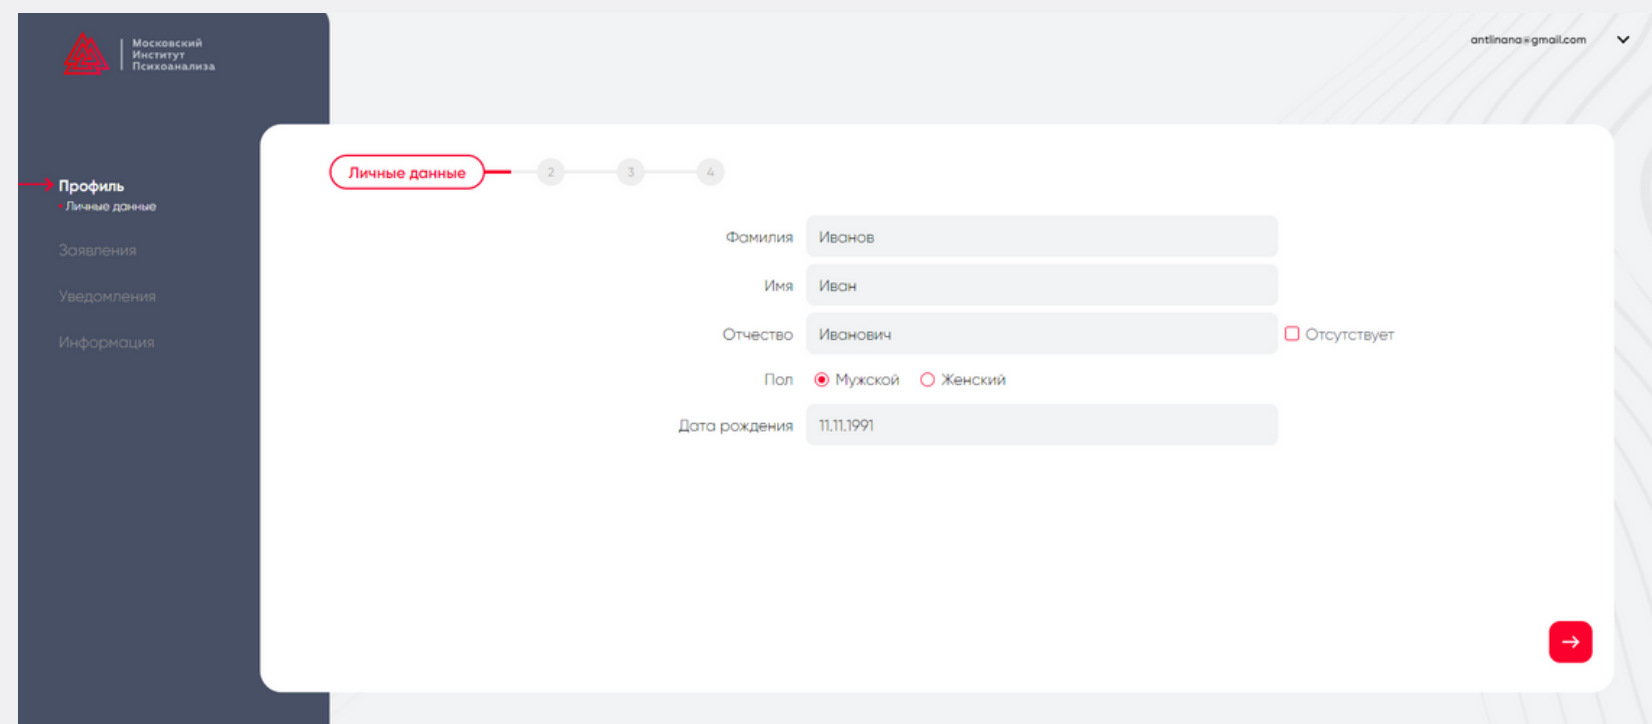 Московский
Институт
Психоанализа
antlinana@gmail.com
Профиль
Личные данные
Заявления
Уведомления
Информация
Личные данные 2 3 4
Фамилия Иванов
Имя Иван
Отчество Иванович Отсутствует
Пол Мужской Женский
Дата рождения 11.11.1991